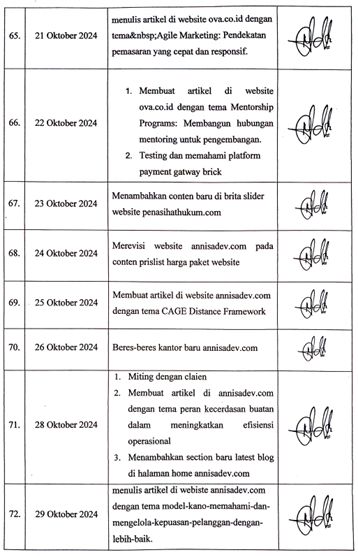 65. 21 Oktober 2024 menulis artikel di website ova.co.id dengan
tema&nbsp;Agile Marketing: Pendekatan
pemasaran yang cepat dan responsif.
66. 22 Oktober 2024 1. Membuat artikel di website
ova.co.id dengan tema Mentorship
Programs: Membangun hubungan
mentoring untuk pengembangan.
2. Testing dan memahami platform
payment gatway brick
67. 23 Oktober 2024 Menambahkan conten baru di brita slider
website penasihathukum.com
68. 24 Oktober 2024 Merevisi website annisadev.com pada
conten prislist harga paket website
69. 25 Oktober 2024 Membuat artikel di website annisadev.com
dengan tema CAGE Distance Framework
70. 26 Oktober 2024 Beres-beres kantor baru annisadev.com
71. 28 Oktober 2024 1. Miting dengan claien
2. Membuat artikel di annisadev.com
dengan tema peran kecerdasan buatan
dalam meningkatkan efisiensi
operasional
3. Menambahkan section baru latest blog
di halaman home annisadev.com
72. 29 Oktober 2024 menulis artikel di webiste annisadev.com
dengan tema model-kano-memahami-dan-
mengelola-kepuasan-pelanggan-dengan-
lebih-baik.